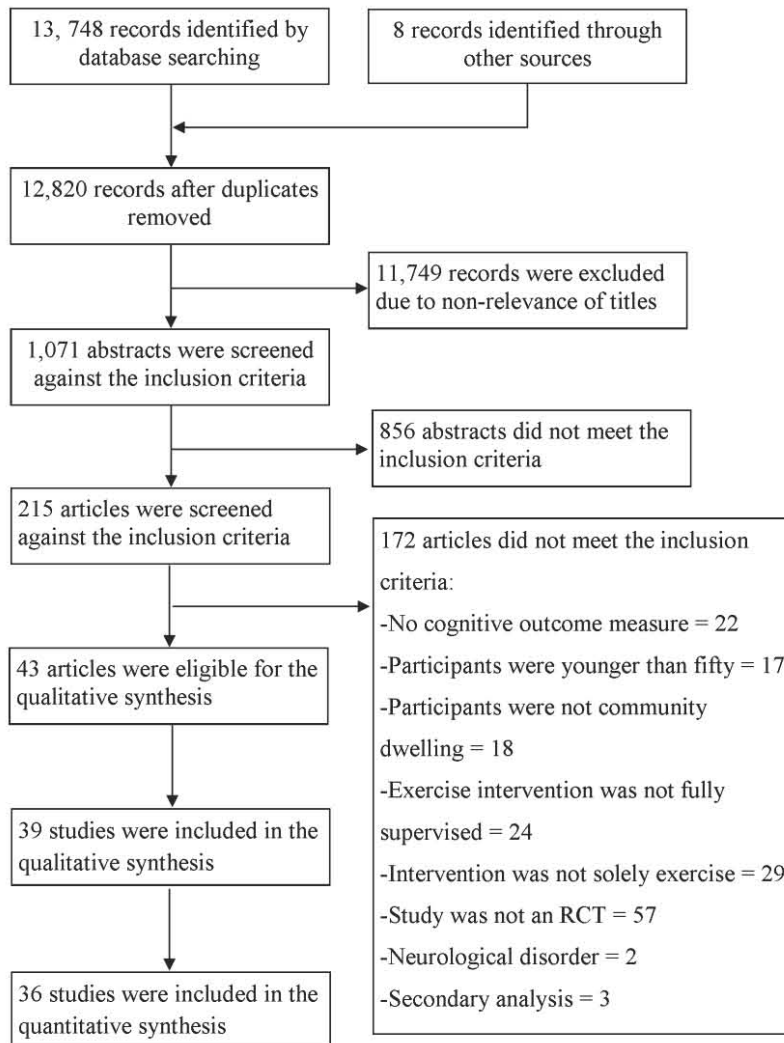 13, 748 records identified by
database searching
8 records identified through
other sources
12,820 records after duplicates
removed
11,749 records were excluded
due to non-relevance of titles
1,071 abstracts were screened
against the inclusion criteria
856 abstracts did not meet the
inclusion criteria
215 articles were screened
against the inclusion criteria
172 articles did not meet the inclusion
criteria:
-No cognitive outcome measure = 22
-Participants were younger than fifty = 17
-Participants were not community
dwelling = 18
-Exercise intervention was not fully
supervised = 24
-Intervention was not solely exercise = 29
-Study was not an RCT = 57
-Neurological disorder = 2
-Secondary analysis = 3
43 articles were eligible for the
qualitative synthesis
39 studies were included in the
qualitative synthesis
36 studies were included in the
quantitative synthesis